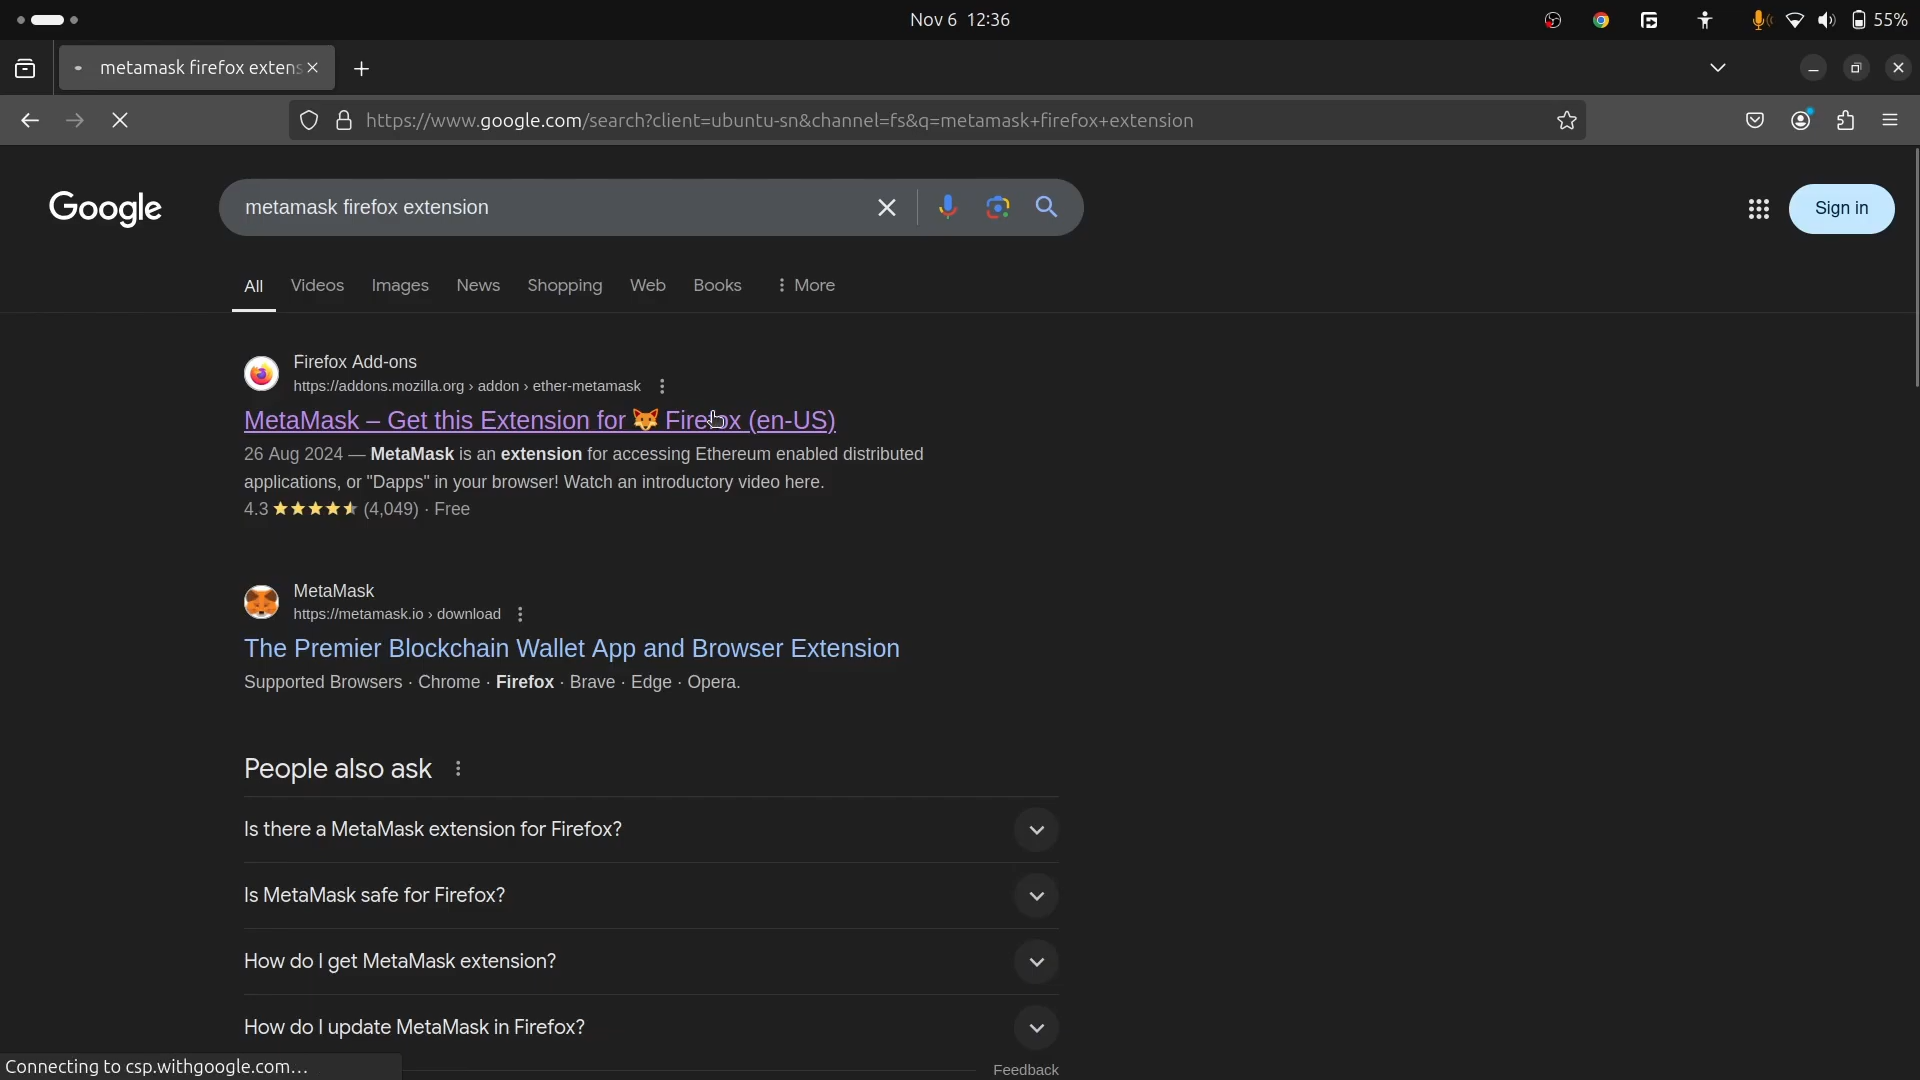 Nov 6 12:36
55%
metamask firefox extens
https://www.google.com/search?client=ubuntu-sn&channel=fs&q=metamask+firefox+extension
Google
metamask firefox extension
Sign in
All Videos Images News Shopping Web Books More
Firefox Add-ons
https://addons.mozilla.org › addon › ether-metamask
MetaMask – Get this Extension for 🦊 Firefox (en-US)
26 Aug 2024 — MetaMask is an extension for accessing Ethereum enabled distributed
applications, or "Dapps" in your browser! Watch an introductory video here.
4.3 (4,049) · Free
MetaMask
https://metamask.io › download
The Premier Blockchain Wallet App and Browser Extension
Supported Browsers · Chrome · Firefox · Brave · Edge · Opera.
People also ask
Is there a MetaMask extension for Firefox?
Is MetaMask safe for Firefox?
How do I get MetaMask extension?
How do I update MetaMask in Firefox?
Connecting to csp.withgoogle.com…
Feedback